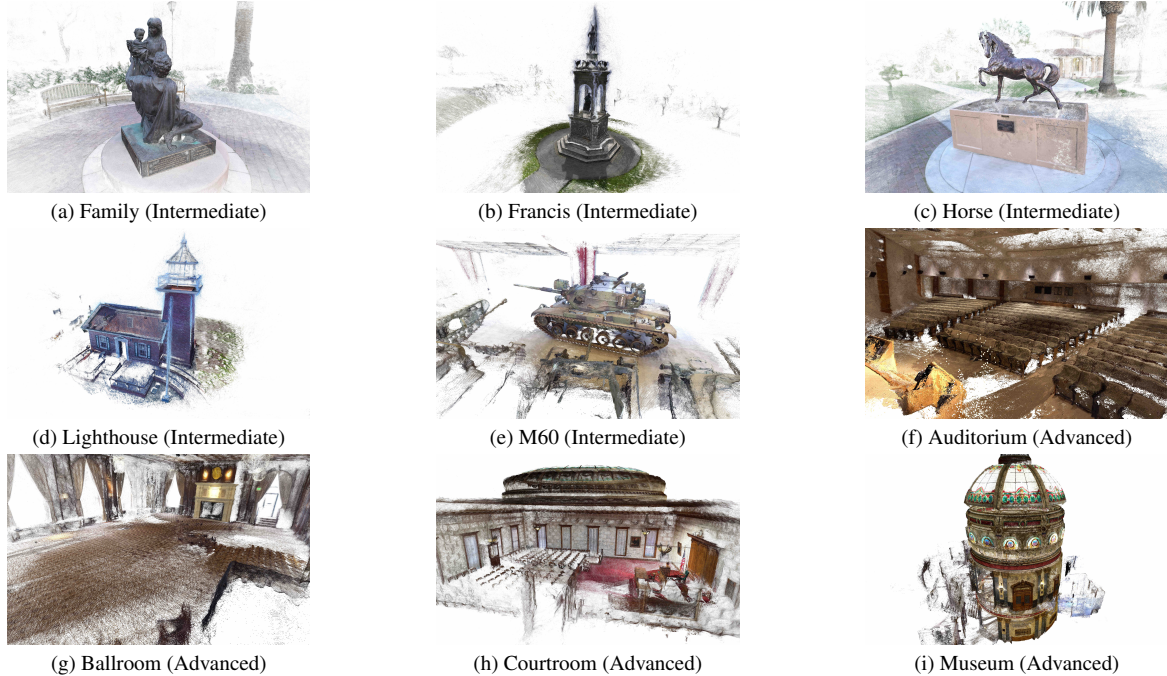 (a) Family (Intermediate)
(b) Francis (Intermediate)
(c) Horse (Intermediate)
(d) Lighthouse (Intermediate)
(e) M60 (Intermediate)
(f) Auditorium (Advanced)
(g) Ballroom (Advanced)
(h) Courtroom (Advanced)
(i) Museum (Advanced)